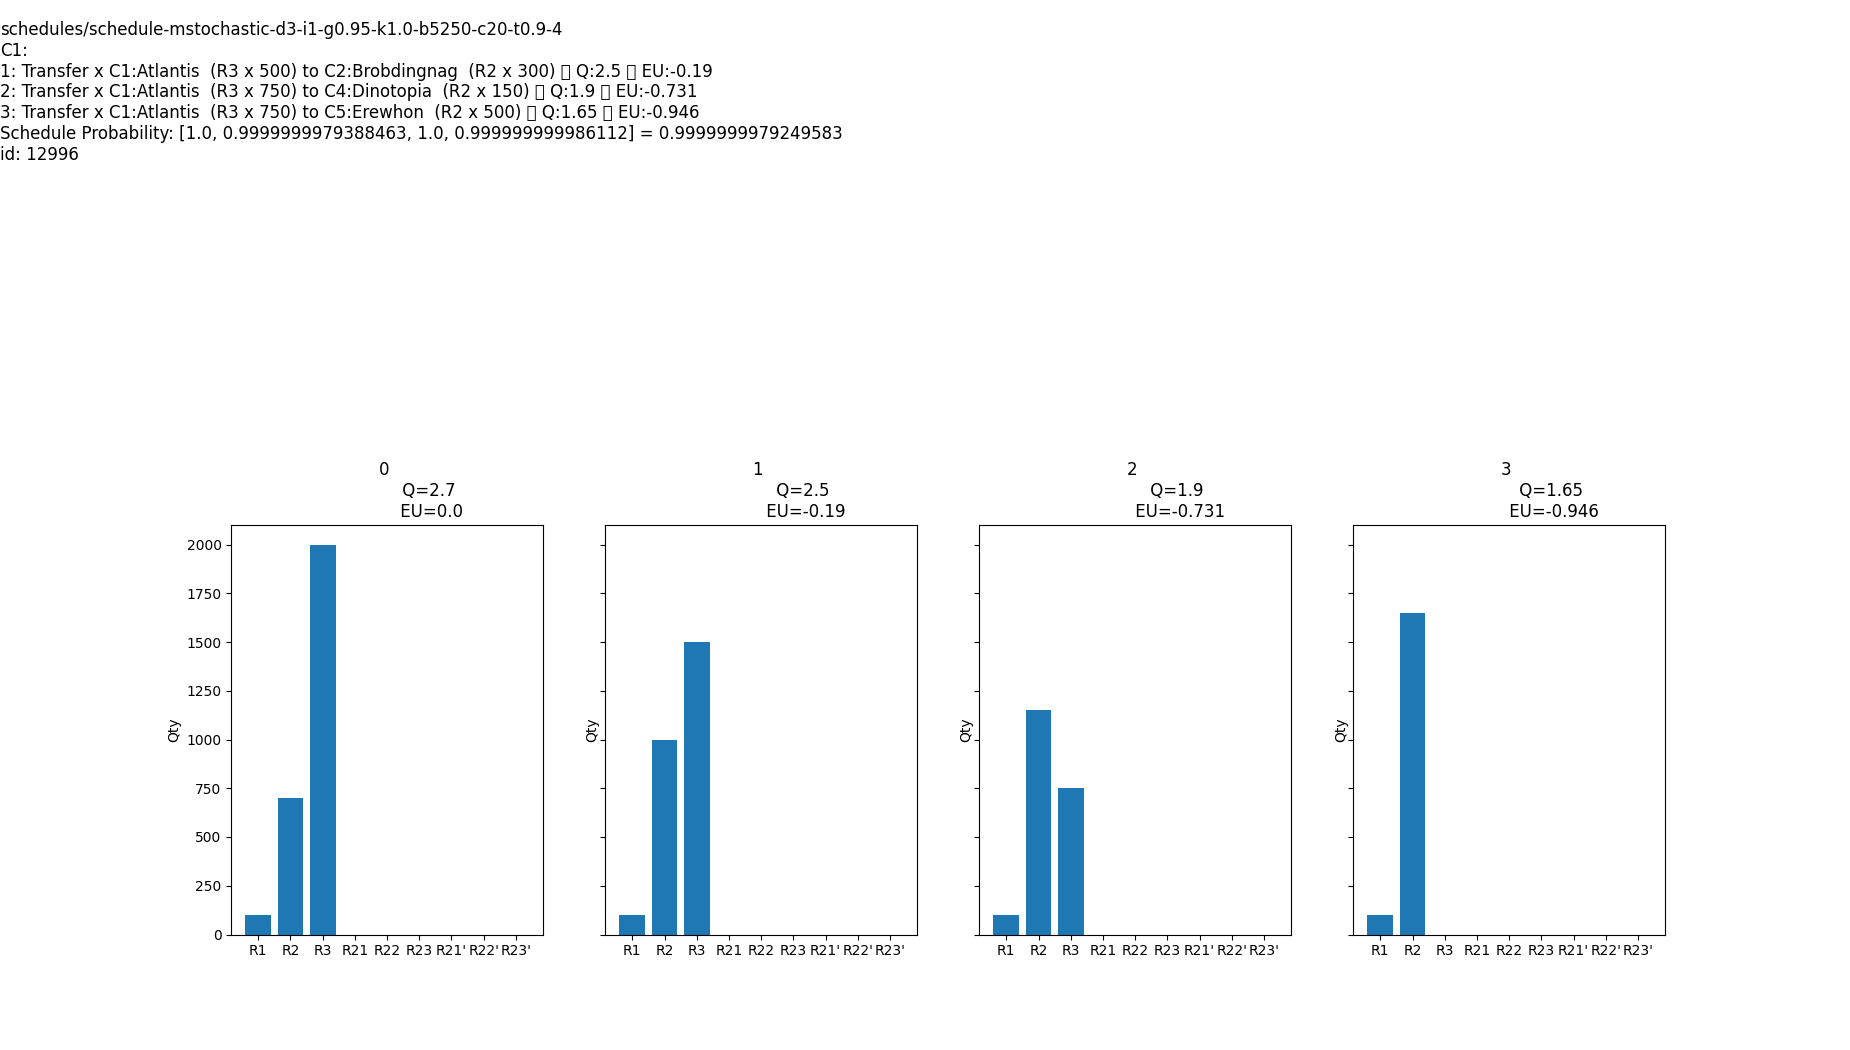 schedules/schedule-mstochastic-d3-i1-g0.95-k1.0-b5250-c20-t0.9-4
C1:
1: Transfer x C1:Atlantis  (R3 x 500) to C2:Brobdingnag  (R2 x 300) ▯ Q:2.5 ▯ EU:-0.19
2: Transfer x C1:Atlantis  (R3 x 750) to C4:Dinotopia  (R2 x 150) ▯ Q:1.9 ▯ EU:-0.731
3: Transfer x C1:Atlantis  (R3 x 750) to C5:Erewhon  (R2 x 500) ▯ Q:1.65 ▯ EU:-0.946
Schedule Probability: [1.0, 0.9999999979388463, 1.0, 0.999999999986112] = 0.9999999979249583
id: 12996
0
Q=2.7
EU=0.0
Qty
2000
1750
1500
1250
1000
750
500
250
0
R1 R2 R3 R21 R22 R23 R21' R22' R23'
1
Q=2.5
EU=-0.19
Qty
R1 R2 R3 R21 R22 R23 R21' R22' R23'
2
Q=1.9
EU=-0.731
Qty
R1 R2 R3 R21 R22 R23 R21' R22' R23'
3
Q=1.65
EU=-0.946
Qty
R1 R2 R3 R21 R22 R23 R21' R22' R23'